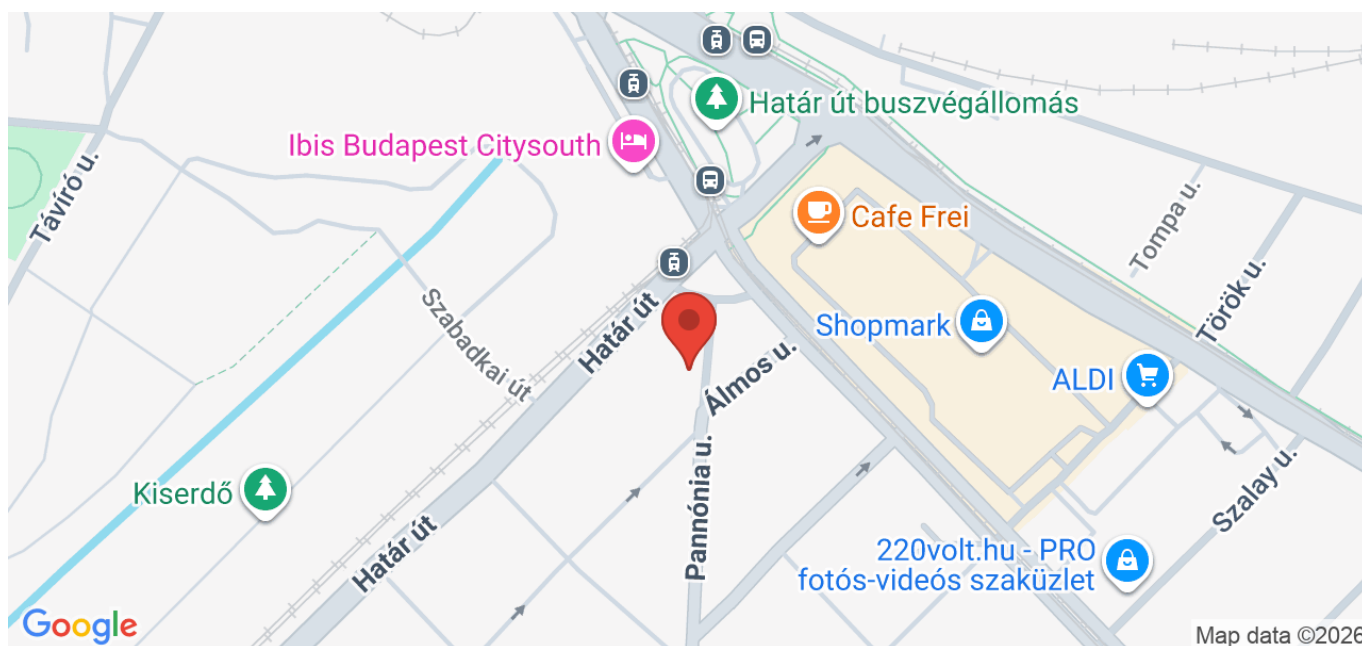 Határ út buszvégállomás
Ibis Budapest Citysouth
Távíró u.
Cafe Frei
Tompa u.
Török u.
Szabadkai út
Határ út
Shopmark
Álmos u.
ALDI
Kiserdő
Pannónia u.
Szalay u.
Határ út
220volt.hu - PRO
fotós-videós szaküzlet
Google
Map data ©2026